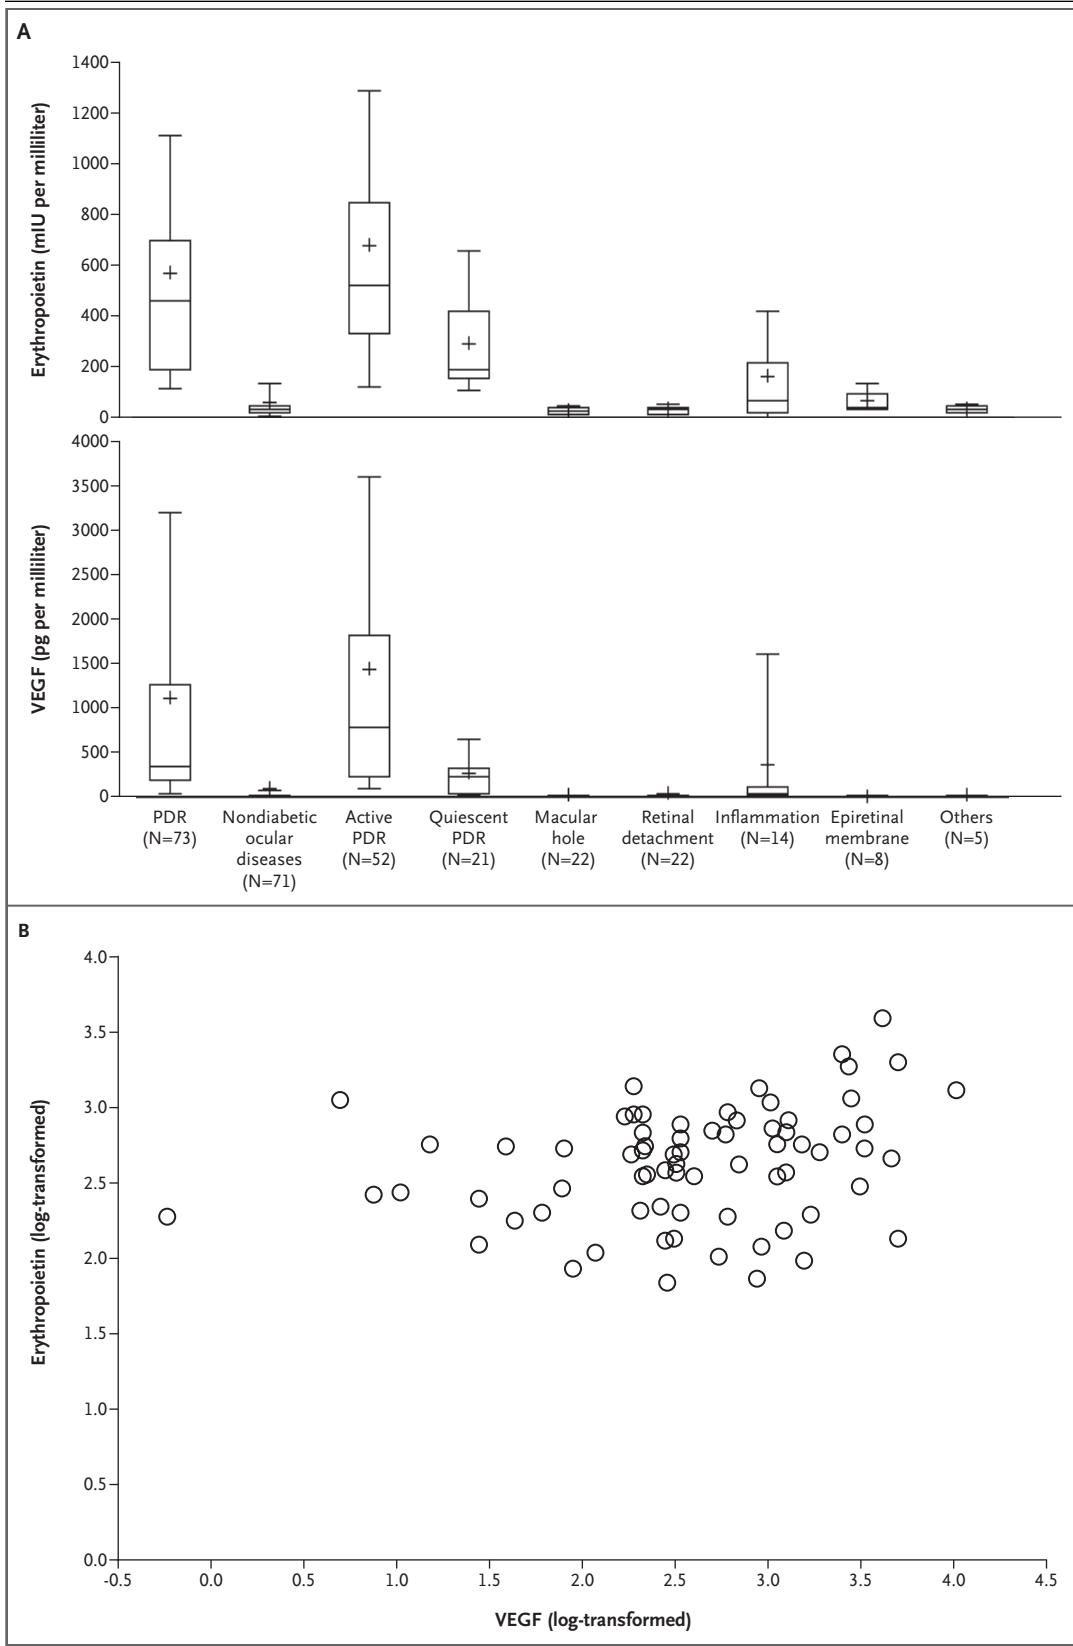 A
1400
1200
1000
800
600
400
200
0
Erythropoietin (mIU per milliliter)
4000
3500
3000
2500
2000
1500
1000
500
0
VEGF (pg per milliliter)
PDR
(N=73)
Nondiabetic
ocular
diseases
(N=71)
Active
PDR
(N=52)
Quiescent
PDR
(N=21)
Macular
hole
(N=22)
Retinal
detachment
(N=22)
Inflammation
(N=14)
Epiretinal
membrane
(N=8)
Others
(N=5)
B
4.0
3.5
3.0
2.5
2.0
1.5
1.0
0.5
0.0
Erythropoietin (log-transformed)
-0.5 0.0 0.5 1.0 1.5 2.0 2.5 3.0 3.5 4.0 4.5
VEGF (log-transformed)